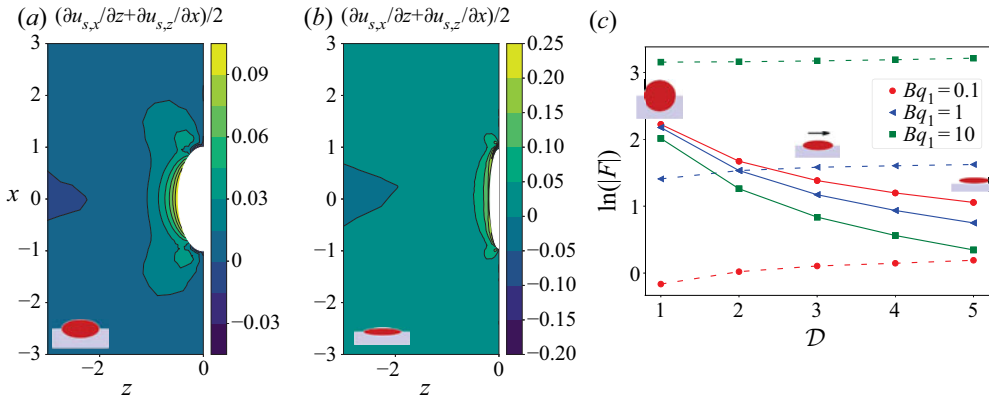 (a) (∂u_{s,x}/∂z+∂u_{s,z}/∂x)/2
3
2
1
x 0
−1
−2
−3
−2 0
z
0.09
0.06
0.03
0
−0.03
(b) (∂u_{s,x}/∂z+∂u_{s,z}/∂x)/2
3
2
1
0
−1
−2
−3
−2 0
z
0.25
0.20
0.15
0.10
0.05
0
−0.05
−0.10
−0.15
−0.20
(c)
ln(|F|)
3
2
1
0
1 2 3 4 5
𝒟
Bq₁ = 0.1
Bq₁ = 1
Bq₁ = 10